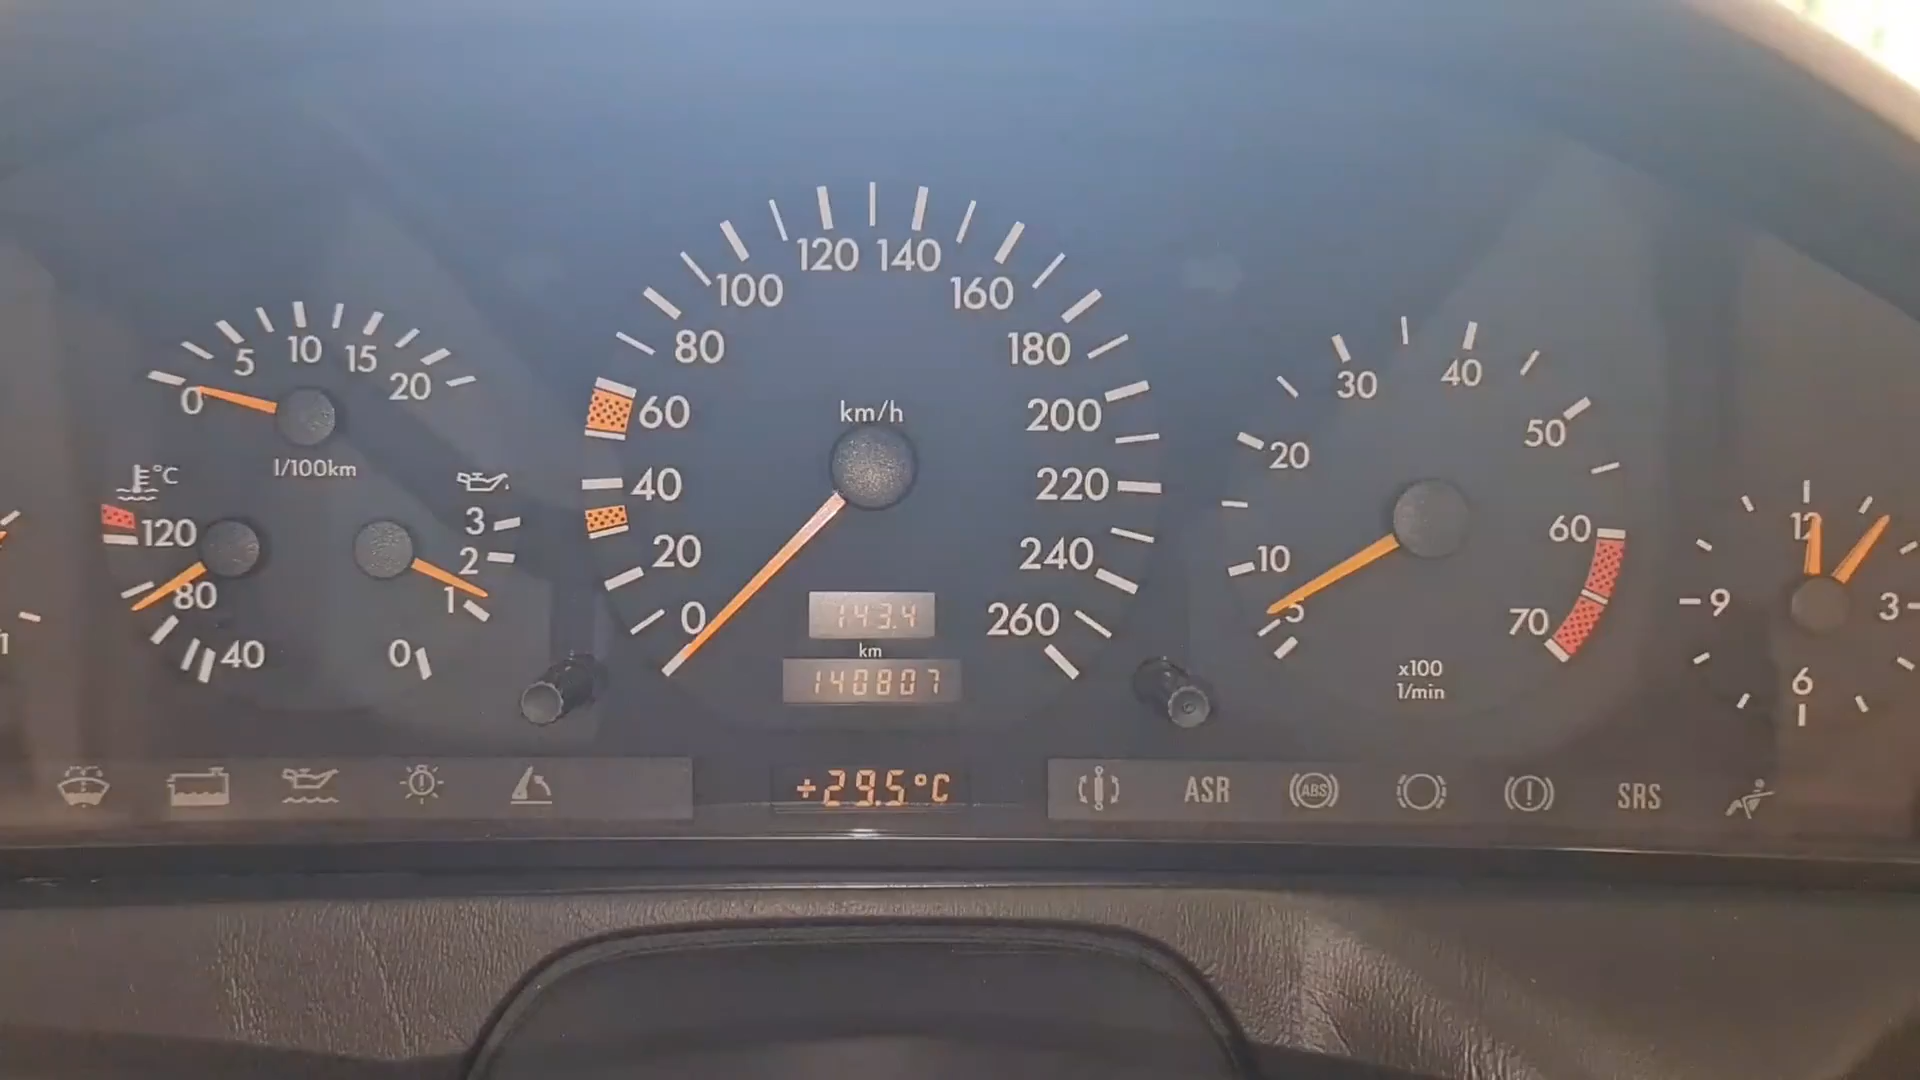 0 5 10 15 20
l/100km
°C
120
80
40
3
2
1
0
1
0 20 40 60 80 100 120 140 160 180 200 220 240 260
km/h
143.4
km
140807
+29.5°C
5 10 20 30 40 50 60 70
x100
1/min
12
3
6
9
ASR
ABS
SRS